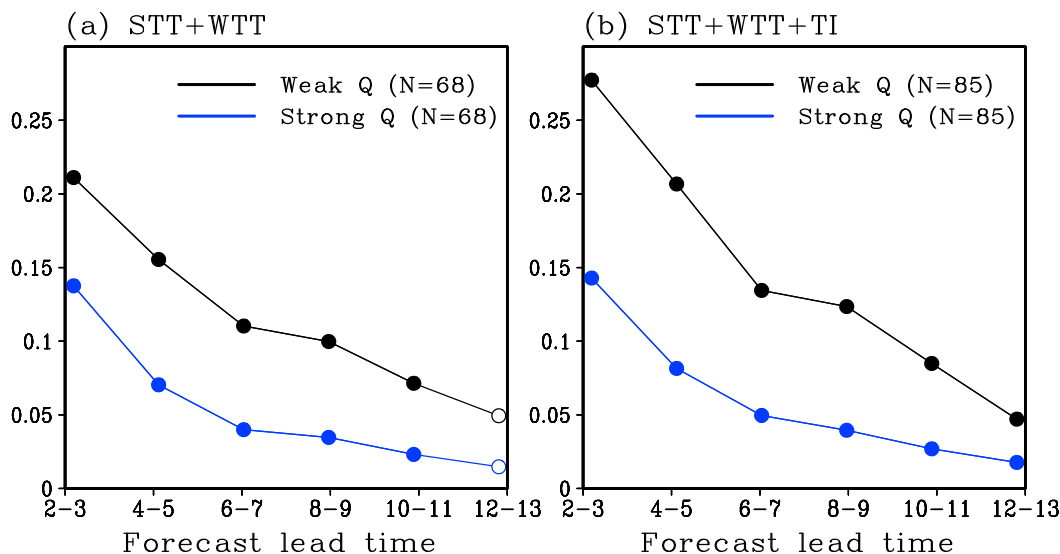 (a) STT+WTT
Weak Q (N=68)
Strong Q (N=68)
0.25
0.2
0.15
0.1
0.05
0
2-3 4-5 6-7 8-9 10-11 12-13
Forecast lead time
(b) STT+WTT+TI
Weak Q (N=85)
Strong Q (N=85)
0.25
0.2
0.15
0.1
0.05
0
2-3 4-5 6-7 8-9 10-11 12-13
Forecast lead time